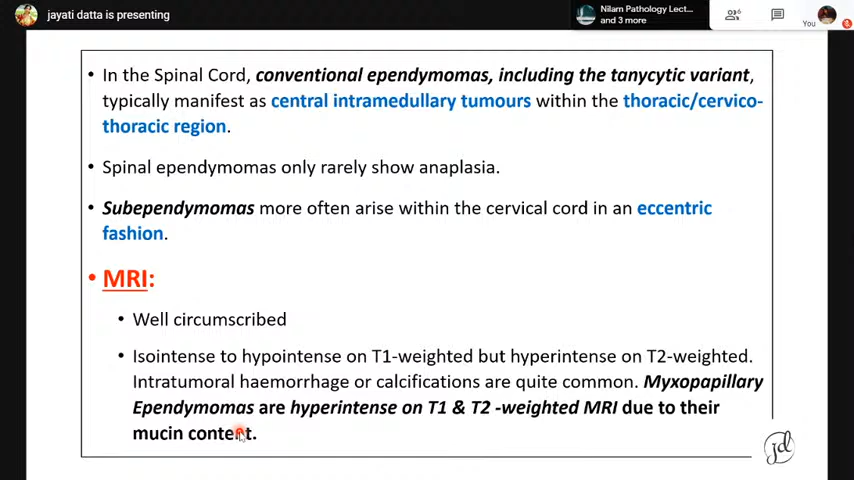 jayati datta is presenting
Nilam Pathology Lect...
and 3 more
6
You
• In the Spinal Cord, conventional ependymomas, including the tanycytic variant,
typically manifest as central intramedullary tumours within the thoracic/cervico-
thoracic region.
• Spinal ependymomas only rarely show anaplasia.
• Subependymomas more often arise within the cervical cord in an eccentric
fashion.
• MRI:
• Well circumscribed
• Isointense to hypointense on T1-weighted but hyperintense on T2-weighted.
Intratumoral haemorrhage or calcifications are quite common. Myxopapillary
Ependymomas are hyperintense on T1 & T2 -weighted MRI due to their
mucin content.
jd